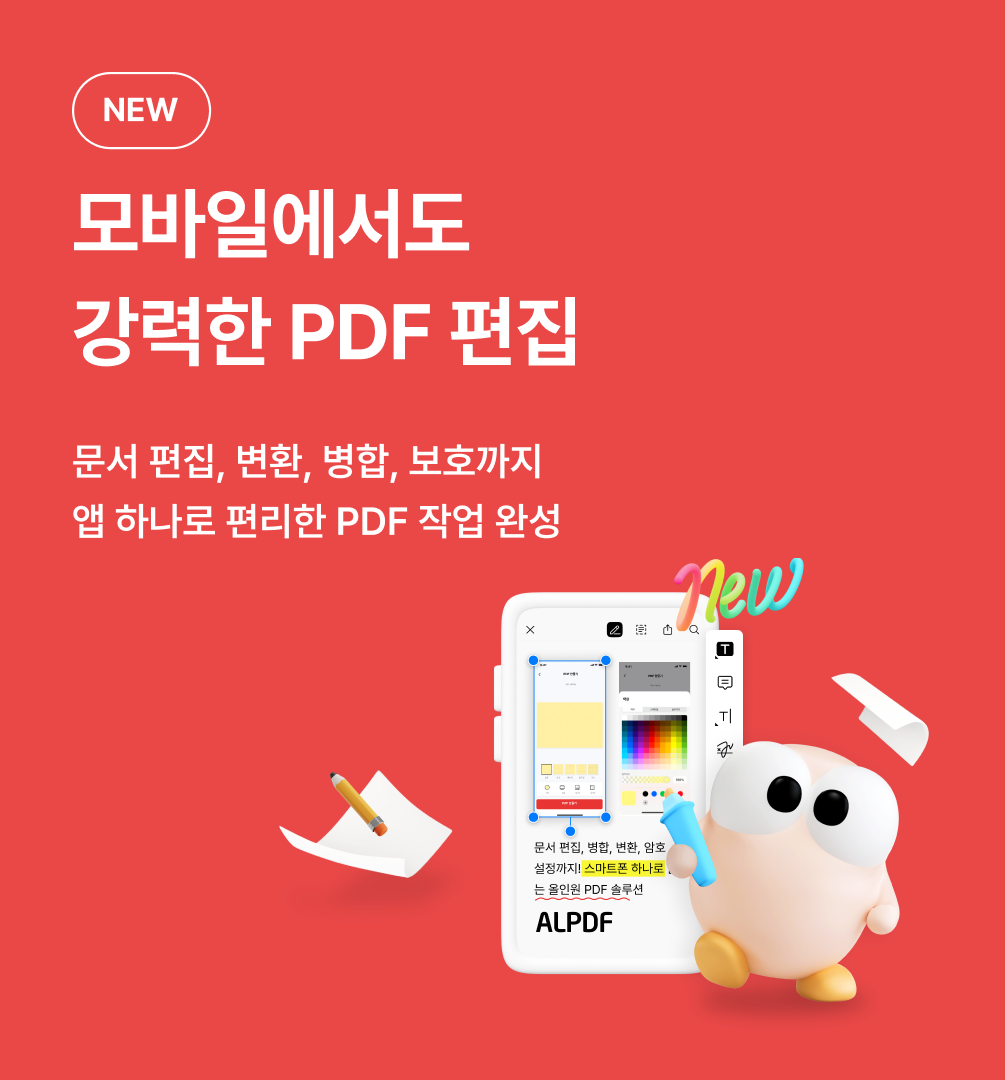 NEW
모바일에서도
강력한 PDF 편집
문서 편집, 변환, 병합, 보호까지
앱 하나로 편리한 PDF 작업 완성
new
T
T
문서 편집, 병합, 변환, 암호
설정까지! 스마트폰 하나로
는 올인원 PDF 솔루션
ALPDF